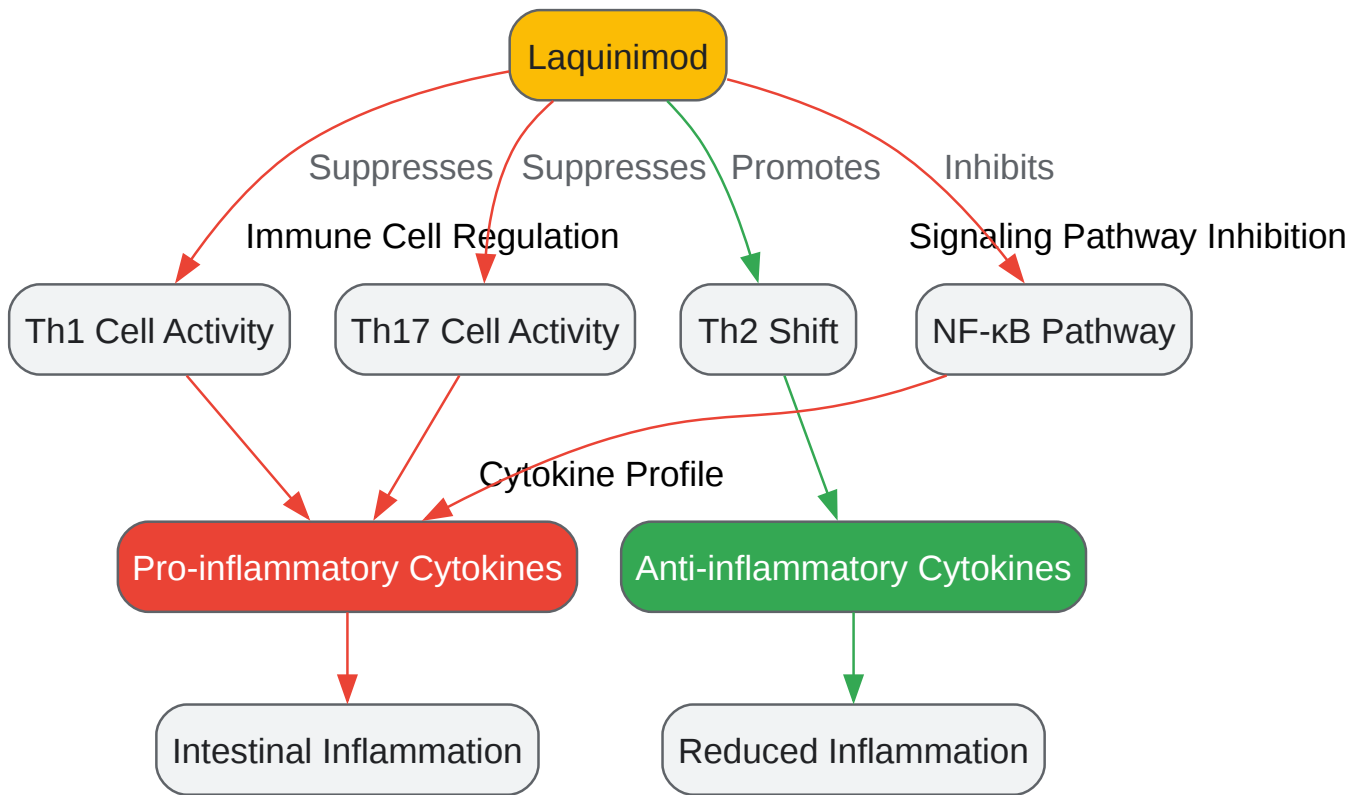 Laquinimod
Suppresses
Suppresses
Promotes
Inhibits
Immune Cell Regulation
Signaling Pathway Inhibition
Th1 Cell Activity
Th17 Cell Activity
Th2 Shift
NF-κB Pathway
Cytokine Profile
Pro-inflammatory Cytokines
Anti-inflammatory Cytokines
Intestinal Inflammation
Reduced Inflammation